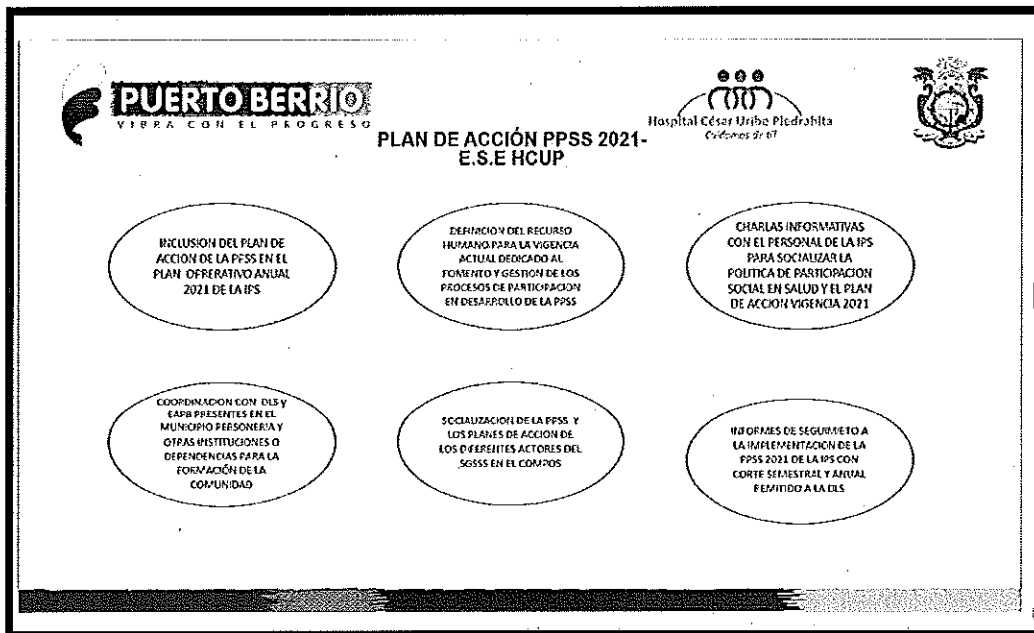 PUERTO BERRIO
VIBRA CON EL PROGRESO
Hospital César Uribe Piedrahita
Cuidamos de ti
PLAN DE ACCIÓN PPSS 2021-
E.S.E HCUP
INCLUSION DEL PLAN DE
ACCION DE LA PPSS EN EL
PLAN OPRERATIVO ANUAL
2021 DE LA IPS
DEFINICION DEL RECURSO
HUMANO PARA LA VIGENCIA
ACTUAL DEDICADO AL
FOMENTO Y GESTION DE LOS
PROCESOS DE PARTICIPACION
EN DESARROLLO DE LA PPSS
CHARLAS INFORMATIVAS
CON EL PERSONAL DE LA IPS
PARA SOCIALIZAR LA
POLITICA DE PARTICIPACION
SOCIAL EN SALUD Y EL PLAN
DE ACCION VIGENCIA 2021
COORDINACION CON DLS Y
EAPB PRESENTES EN EL
MUNICIPIO PERSONERIA Y
OTRAS INSTITUCIONES O
DEPENDENCIAS PARA LA
FORMACIÓN DE LA
COMUNIDAD
SOCIALIZACION DE LA PPSS Y
LOS PLANES DE ACCION DE
LOS DIFERENTES ACTORES DEL
SGSSS EN EL COMPOS
INFORMES DE SEGUIMIETO A
LA IMPLEMENTACION DE LA
PPSS 2021 DE LA IPS CON
CORTE SEMESTRAL Y ANUAL
REMITIDO A LA DLS